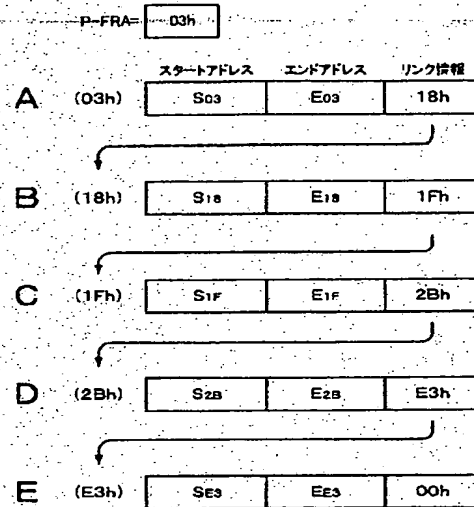 P-FRA= 03h
スタートアドレス エンドアドレス リンク情報
A (03h) S03 E03 18h
B (18h) S18 E18 1Fh
C (1Fh) S1F E1F 2Bh
D (2Bh) S2B E2B E3h
E (E3h) SE3 EE3 00h